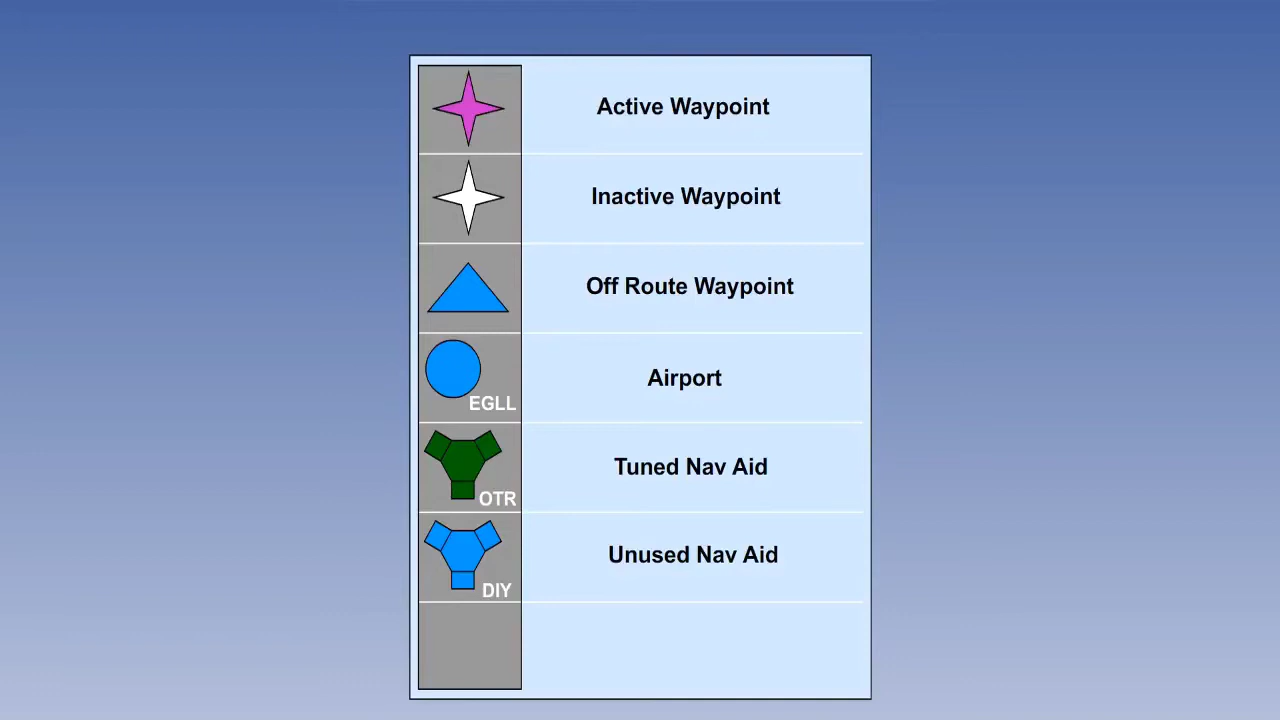 Active Waypoint
Inactive Waypoint
Off Route Waypoint
EGLL
Airport
OTR
Tuned Nav Aid
DIY
Unused Nav Aid